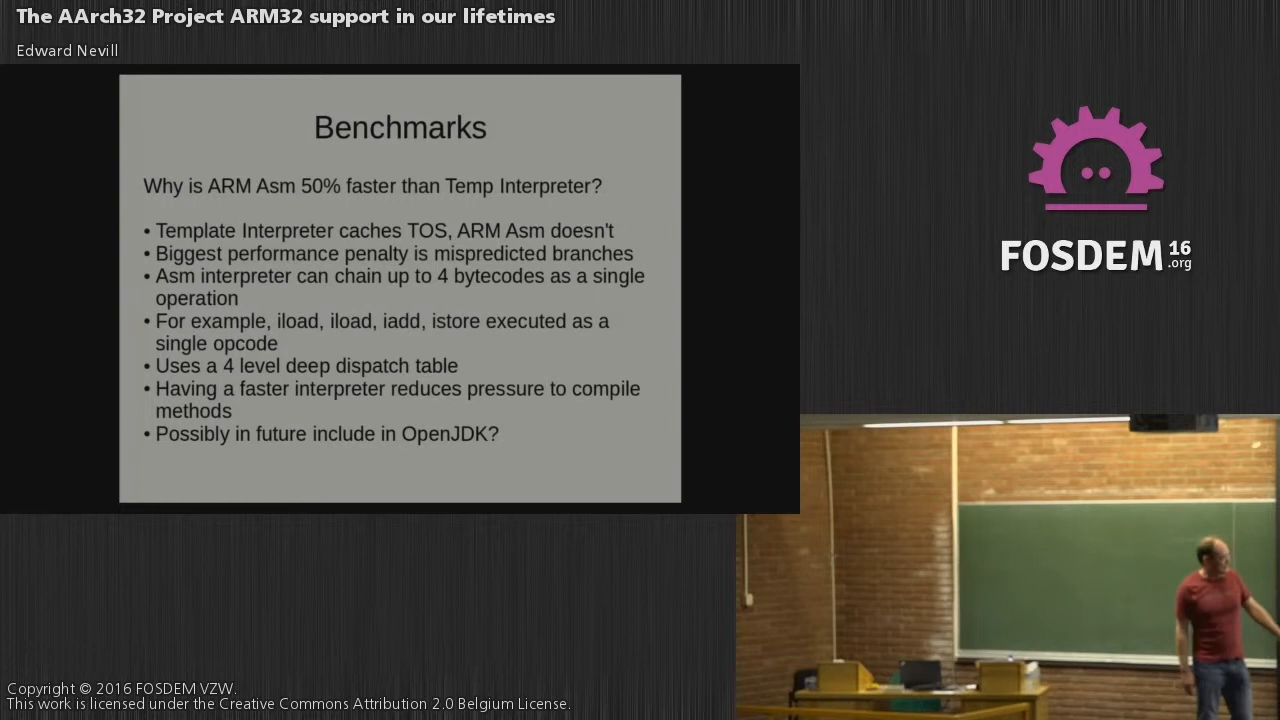 The AArch32 Project ARM32 support in our lifetimes
Edward Nevill
Benchmarks
Why is ARM Asm 50% faster than Temp Interpreter?
• Template Interpreter caches TOS, ARM Asm doesn't
• Biggest performance penalty is mispredicted branches
• Asm interpreter can chain up to 4 bytecodes as a single
operation
• For example, iload, iload, iadd, istore executed as a
single opcode
• Uses a 4 level deep dispatch table
• Having a faster interpreter reduces pressure to compile
methods
• Possibly in future include in OpenJDK?
FOSDEM 16
.org
Copyright © 2016 FOSDEM VZW.
This work is licensed under the Creative Commons Attribution 2.0 Belgium License.